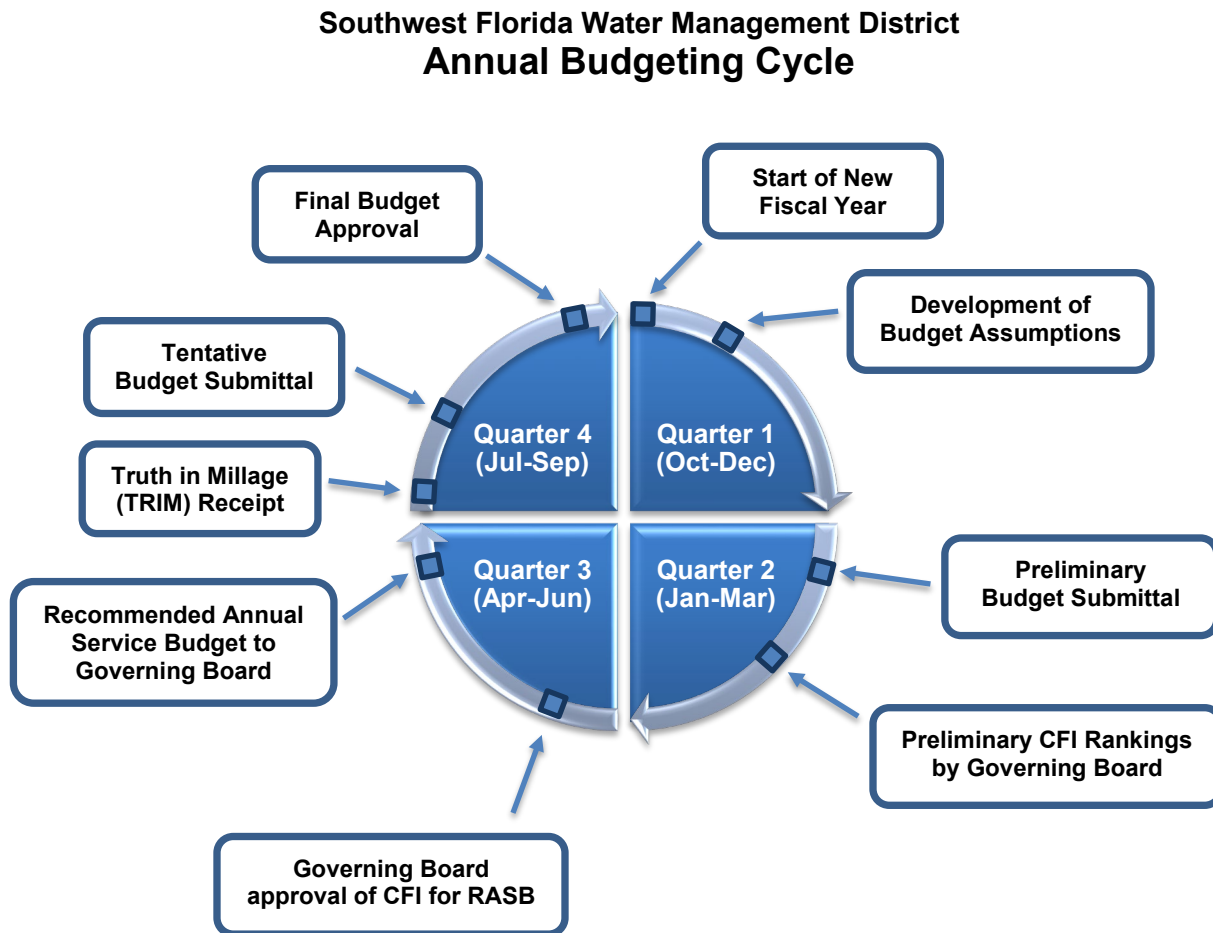 Southwest Florida Water Management District
Annual Budgeting Cycle
Start of New
Fiscal Year
Development of
Budget Assumptions
Quarter 1
(Oct-Dec)
Preliminary
Budget Submittal
Preliminary CFI Rankings
by Governing Board
Quarter 2
(Jan-Mar)
Governing Board
approval of CFI for RASB
Recommended Annual
Service Budget to
Governing Board
Quarter 3
(Apr-Jun)
Truth in Millage
(TRIM) Receipt
Tentative
Budget Submittal
Final Budget
Approval
Quarter 4
(Jul-Sep)